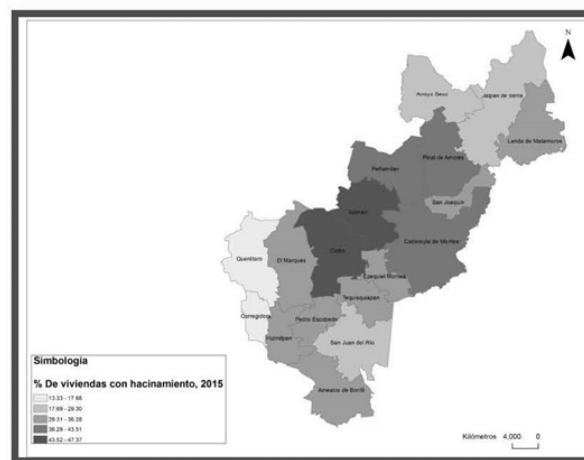 N
Arroyo Seco
Jalpan de Serra
Landa de Matamoros
Pinal de Amoles
Peñamiller
San Joaquín
Tolimán
Cadereyta de Montes
Colón
Querétaro
El Marqués
Ezequiel Montes
Tequisquiapan
Corregidora
Pedro Escobedo
Huimilpan
San Juan del Río
Amealco de Bonfil
Simbología
% De viviendas con hacinamiento, 2015
13.33 - 17.68
17.69 - 29.30
29.31 - 36.28
36.29 - 43.51
43.52 - 47.37
Kilómetros 4,000 0